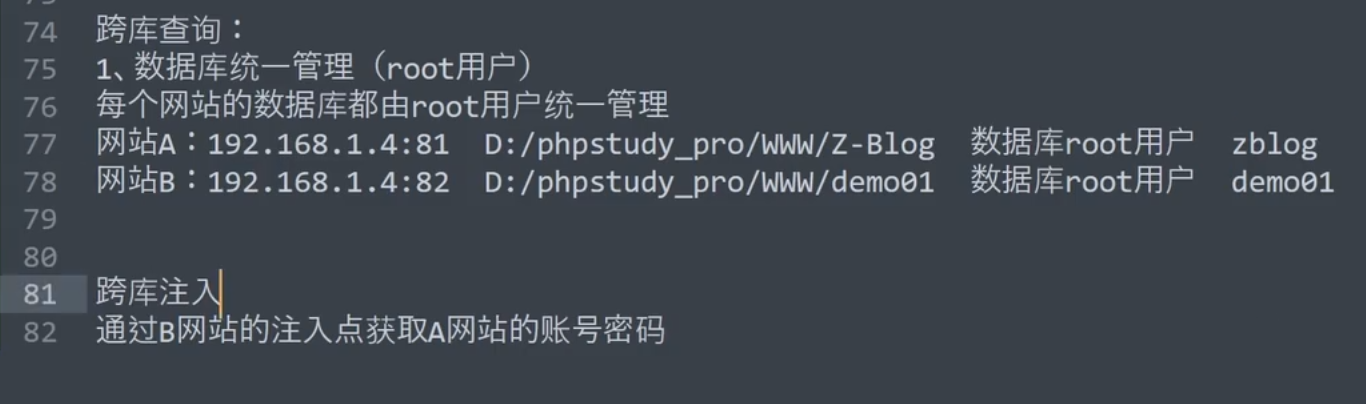 74 跨库查询：
75 1、数据库统一管理（root用户）
76 每个网站的数据库都由root用户统一管理
77 网站A：192.168.1.4:81 D:/phpstudy_pro/WWW/Z-Blog 数据库root用户 zblog
78 网站B：192.168.1.4:82 D:/phpstudy_pro/WWW/demo01 数据库root用户 demo01
79
80
81 跨库注入
82 通过B网站的注入点获取A网站的账号密码